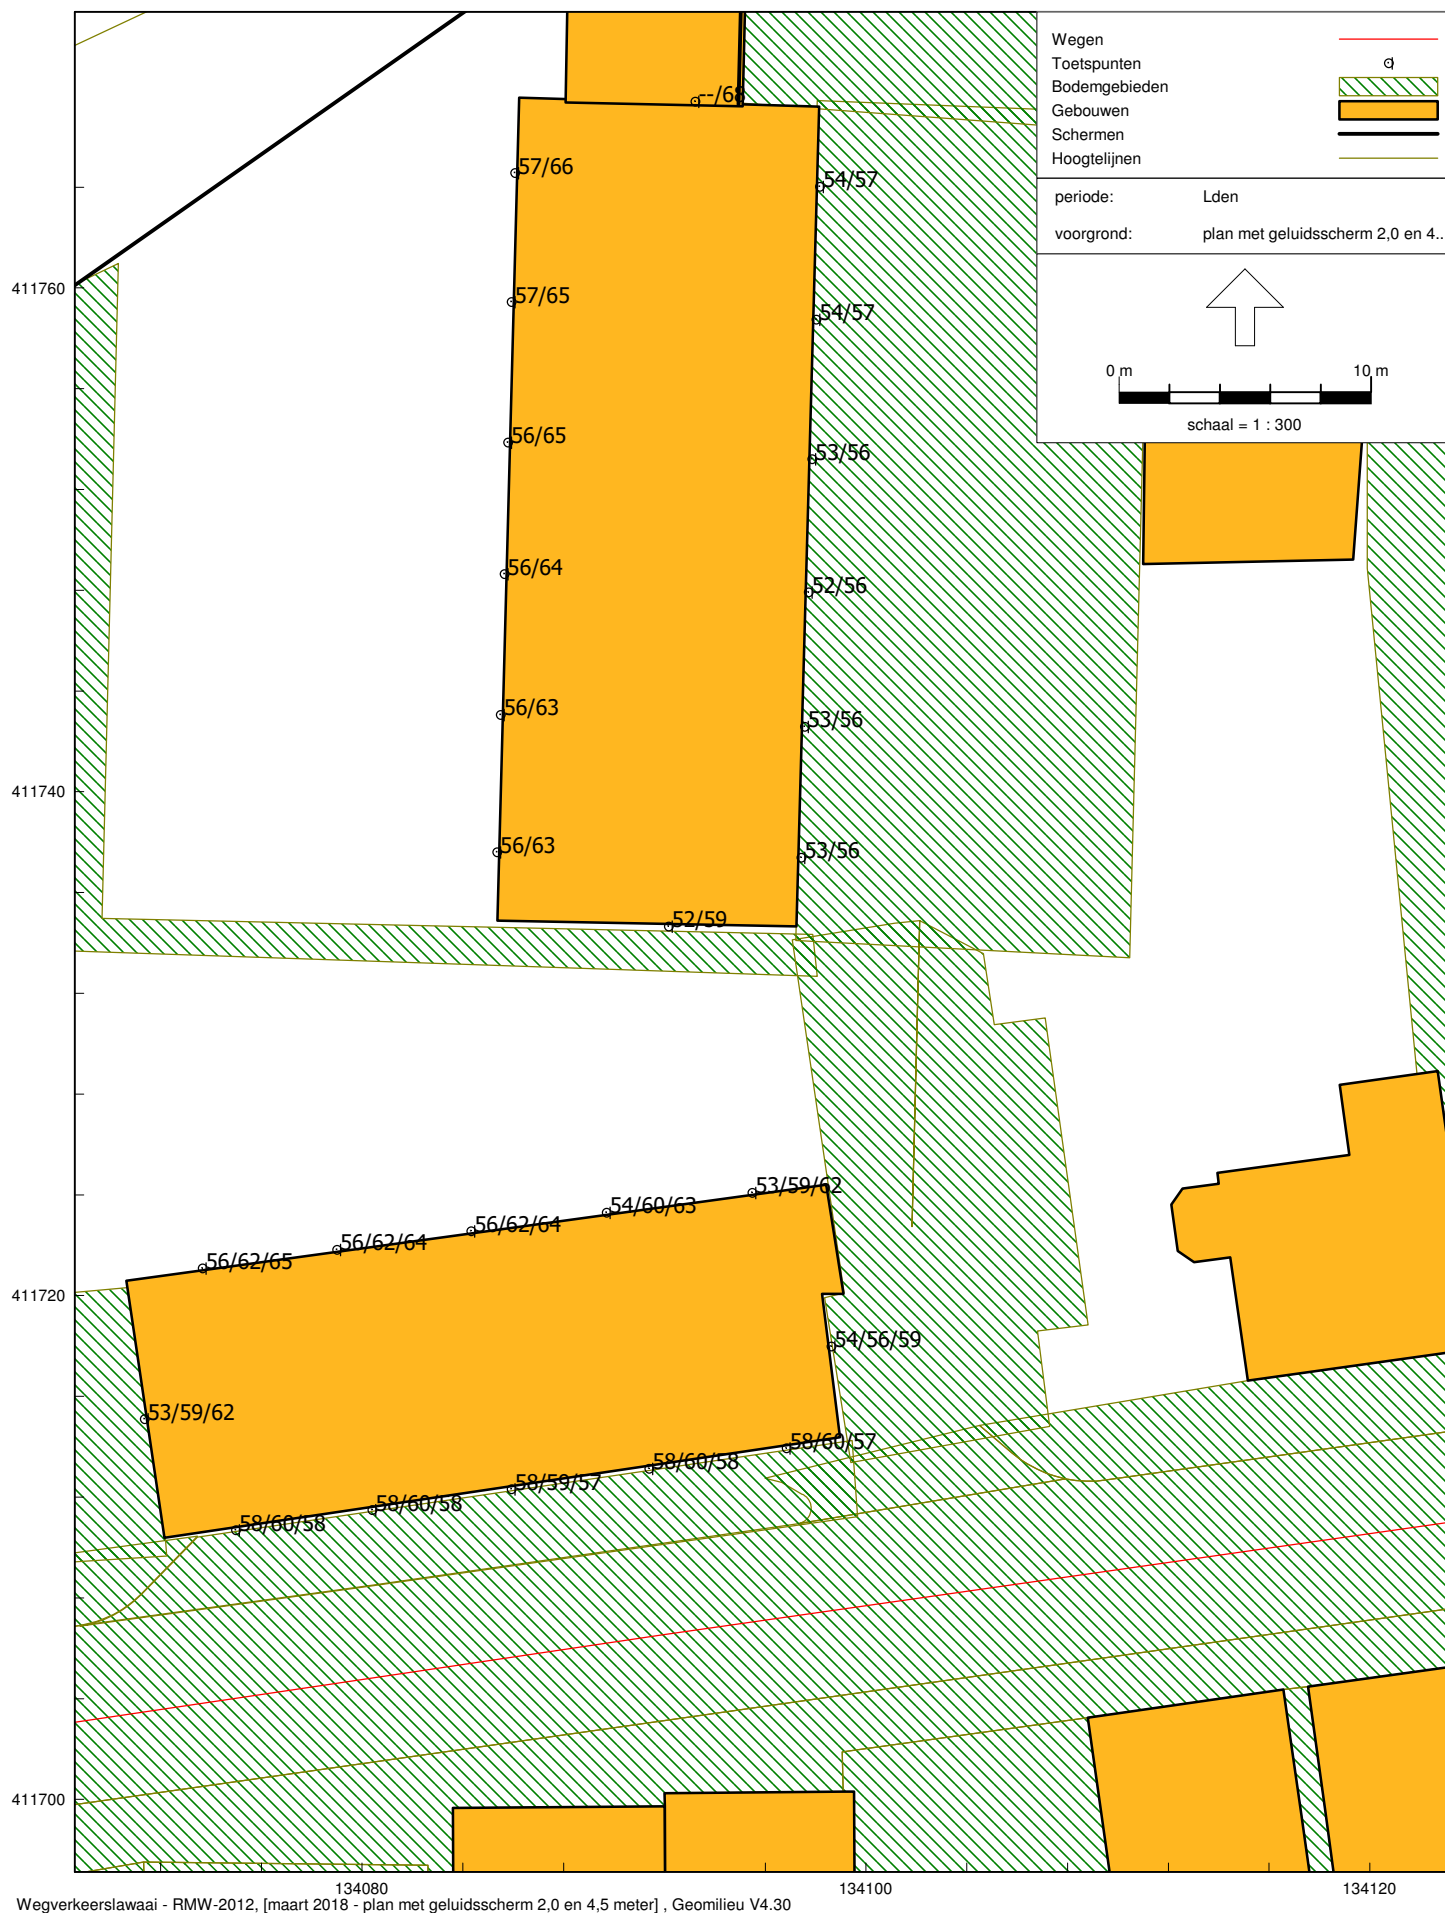 Wegen
Toetspunten
Bodemgebieden
Gebouwen
Schermen
Hoogtelijnen
periode: Lden
voorgrond: plan met geluidsscherm 2,0 en 4..
0 m 10 m
schaal = 1 : 300
--/68
57/66
54/57
411760
57/65
54/57
56/65
53/56
56/64
52/56
56/63
53/56
411740
56/63
53/56
52/59
53/59/62
54/60/63
56/62/64
56/62/64
56/62/65
411720
54/56/59
53/59/62
58/60/57
58/60/58
58/59/57
58/60/58
58/60/58
411700
134080 134100 134120
Wegverkeerslawaai - RMW-2012, [maart 2018 - plan met geluidsscherm 2,0 en 4,5 meter] , Geomilieu V4.30